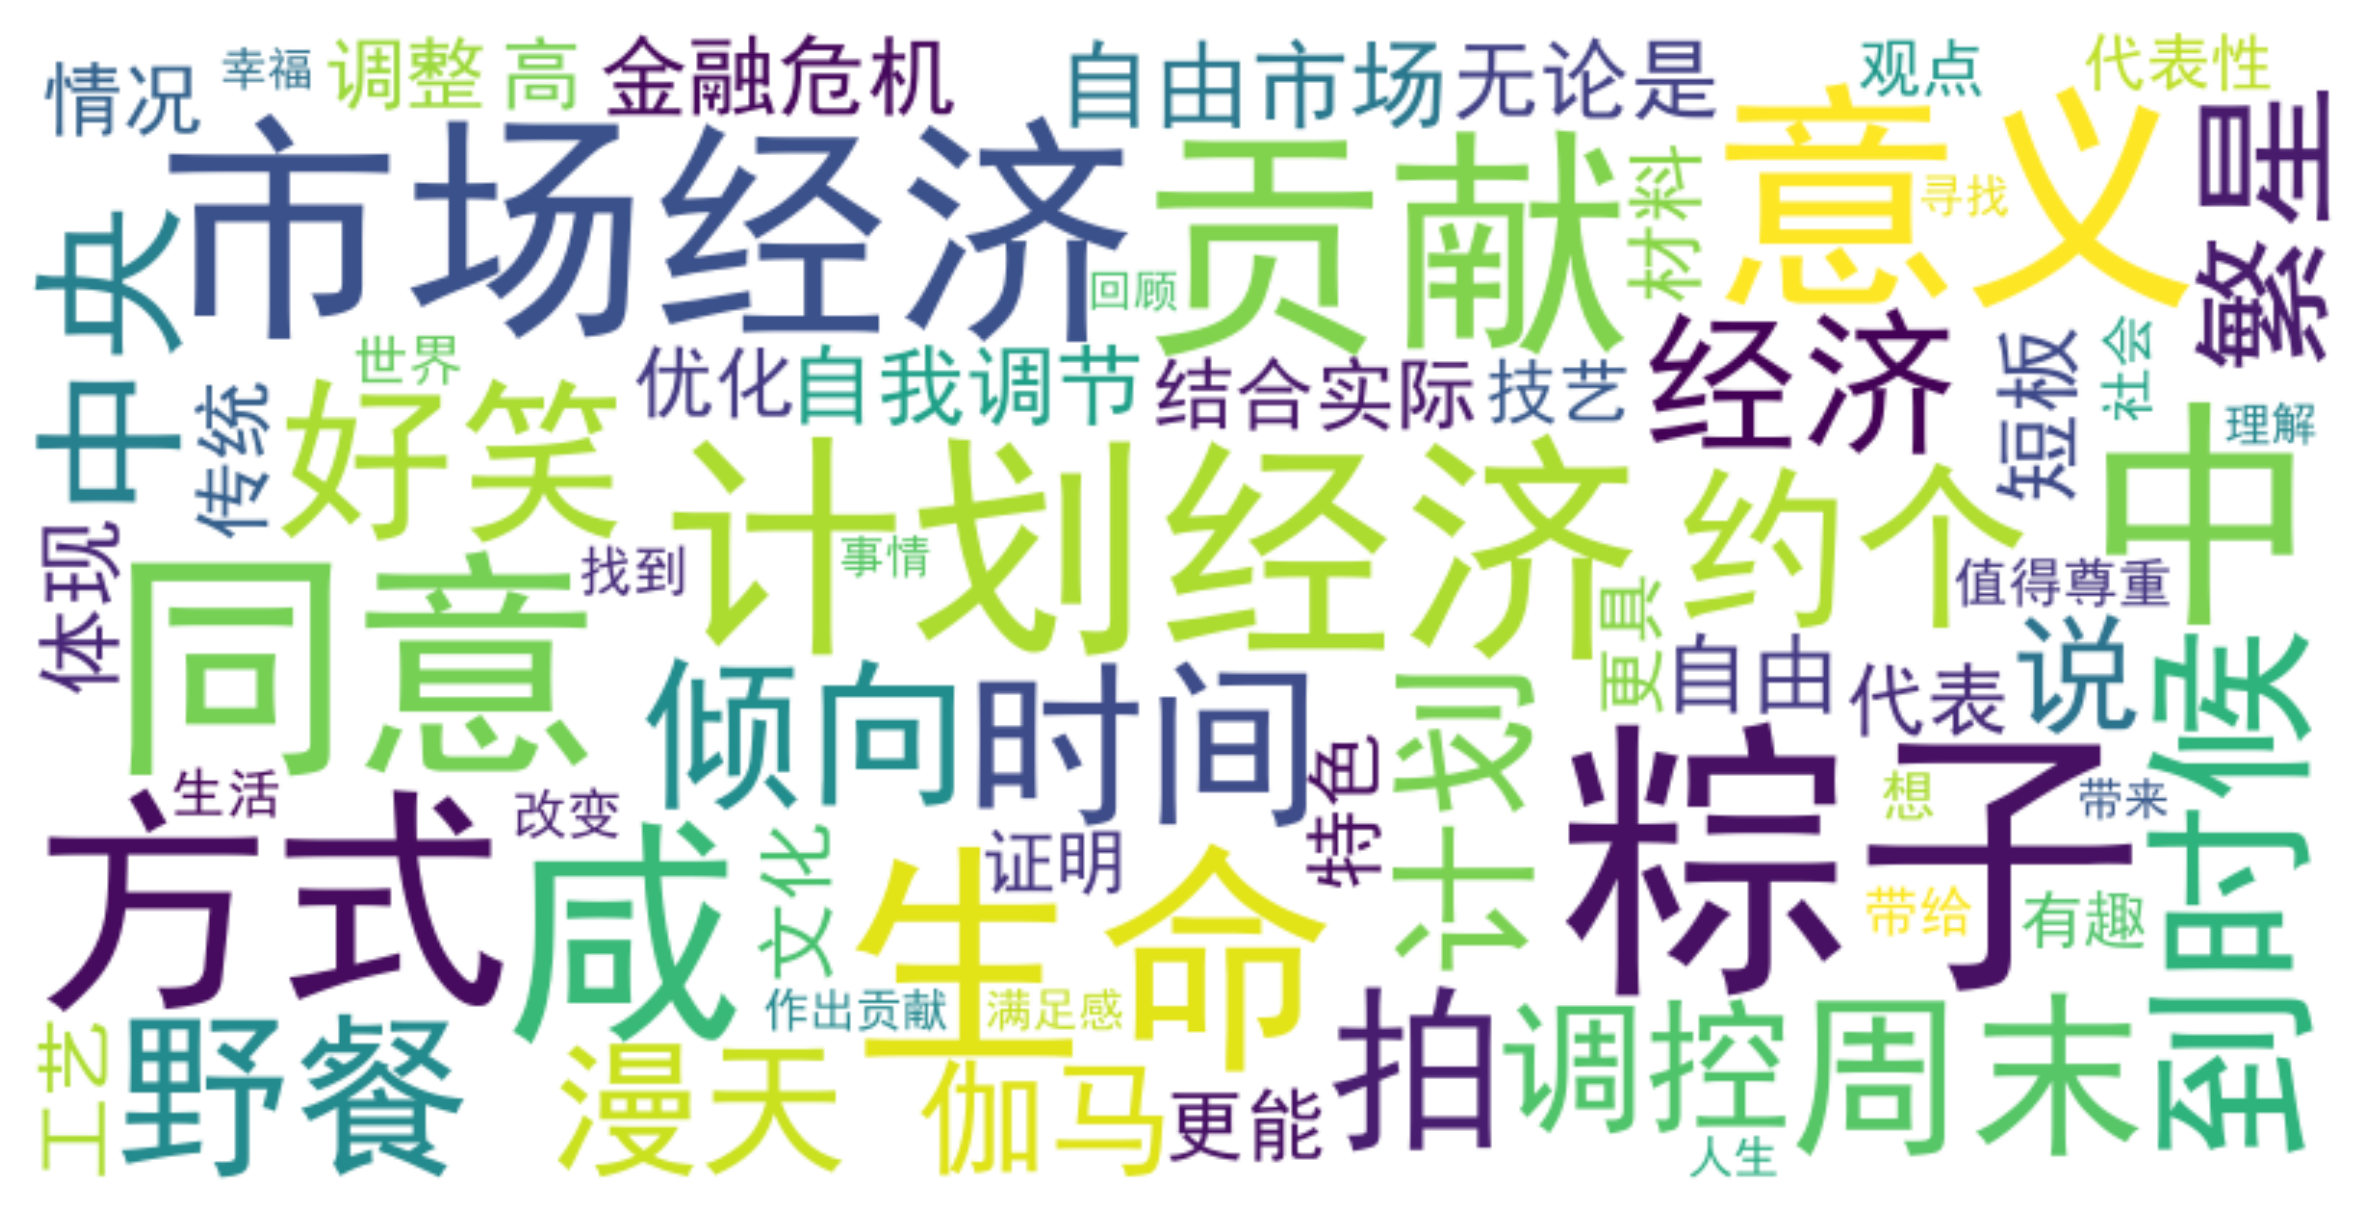 情况
幸福
调整
高
金融危机
自由市场
无论是
观点
代表性
市场经济
贡献
材料
意义
寻找
繁星
中央
回顾
世界
优化
自我调节
结合实际
技艺
经济
短板
社会
理解
传统
好笑
计划经济
约个
中
体现
同意
找到
事情
更具
值得尊重
倾向
时间
计划
自由
代表
说
到时候
生活
方式
改变
咸
文化
证明
生命
特色
粽子
想
带来
带给
有趣
作出贡献
满足感
工艺
野餐
漫天
伽马
更能
拍
调控
周末
人生